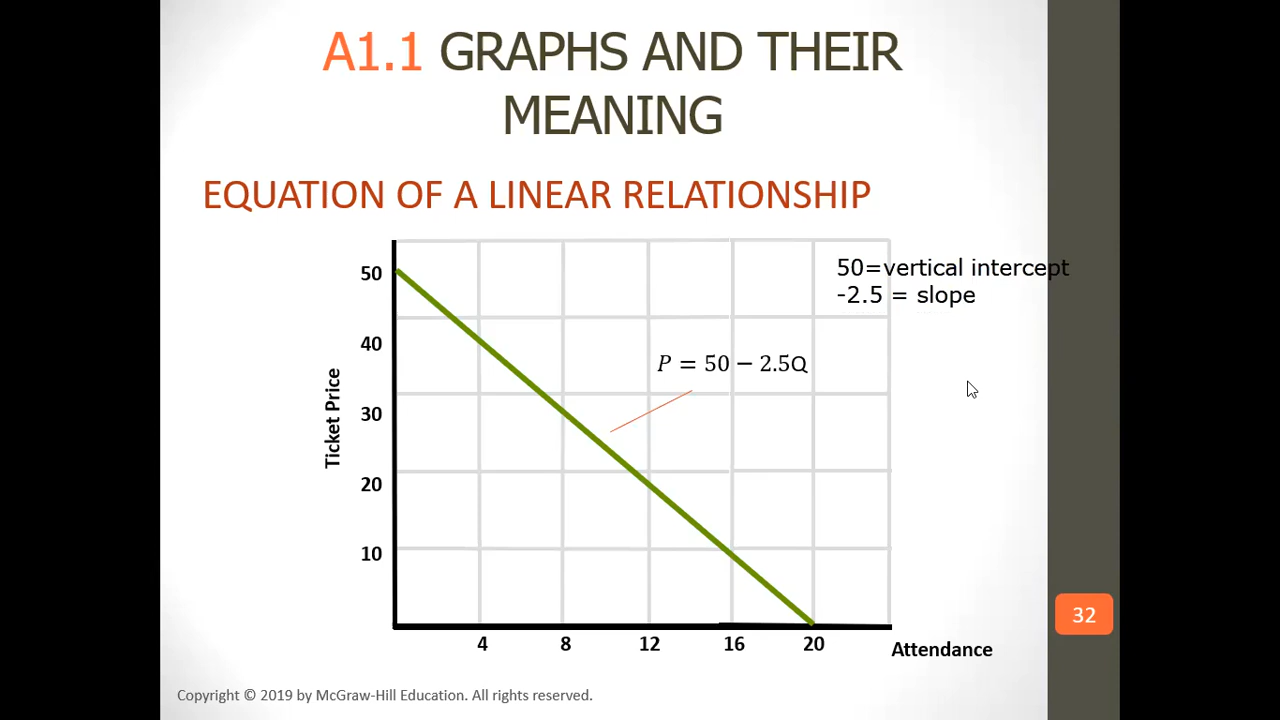 A1.1 GRAPHS AND THEIR
MEANING
EQUATION OF A LINEAR RELATIONSHIP
50=vertical intercept
-2.5 = slope
P = 50 − 2.5Q
Ticket Price
50
40
30
20
10
4 8 12 16 20
Attendance
32
Copyright © 2019 by McGraw-Hill Education. All rights reserved.